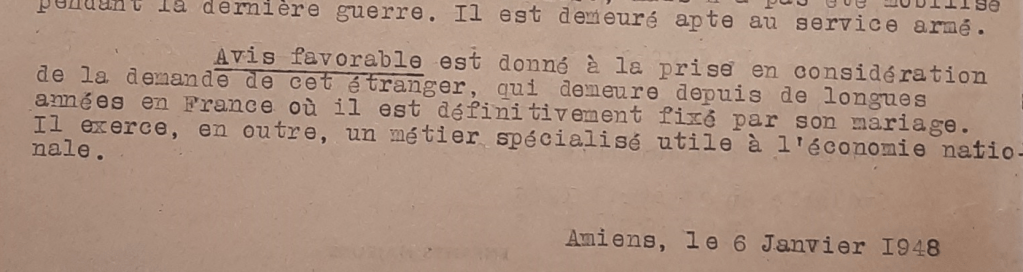 pendant la dernière guerre. Il est demeuré apte au service armé.
Avis favorable est donné à la prise en considération
de la demande de cet étranger, qui demeure depuis de longues
années en France où il est définitivement fixé par son mariage.
Il exerce, en outre, un métier spécialisé utile à l'économie natio-
nale.
Amiens, le 6 Janvier I948